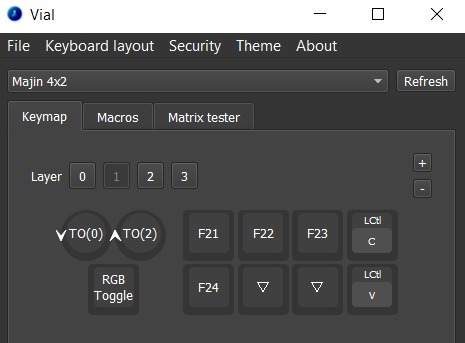 Vial
File Keyboard layout Security Theme About
Majin 4x2 Refresh
Keymap Macros Matrix tester
Layer 0 1 2 3
+
-
TO(0) TO(2) F21 F22 F23 LCtl
C
RGB
Toggle F24 ▽ ▽ LCtl
V